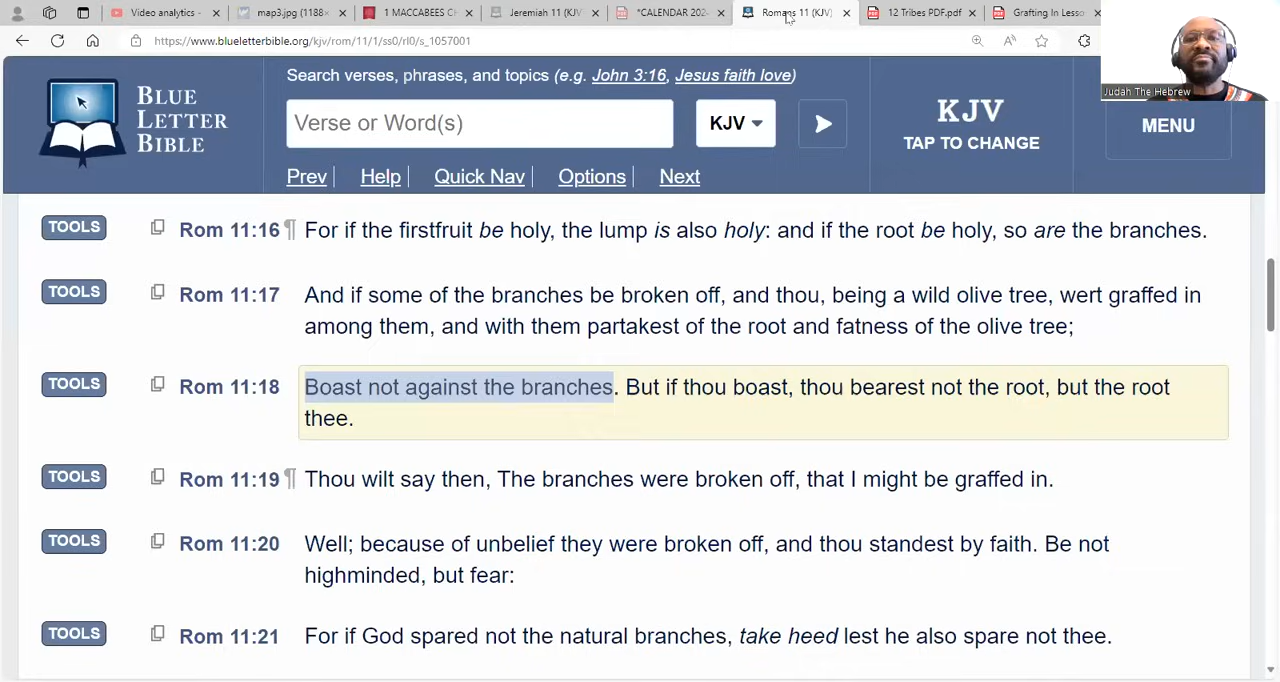 Video analytics -
map3.jpg (1188×
1 MACCABEES CH
Jeremiah 11 (KJV
*CALENDAR 202
Romans 11 (KJV)
12 Tribes PDF.pdf
Grafting In Lesso
https://www.blueletterbible.org/kjv/rom/11/1/ss0/rl0/s_1057001
Judah The Hebrew
BLUE
LETTER
BIBLE
Search verses, phrases, and topics (e.g. John 3:16, Jesus faith love)
Verse or Word(s)
KJV
Prev
Help
Quick Nav
Options
Next
KJV
TAP TO CHANGE
MENU
TOOLS Rom 11:16 ¶ For if the firstfruit be holy, the lump is also holy: and if the root be holy, so are the branches.
TOOLS Rom 11:17 And if some of the branches be broken off, and thou, being a wild olive tree, wert graffed in
among them, and with them partakest of the root and fatness of the olive tree;
TOOLS Rom 11:18 Boast not against the branches. But if thou boast, thou bearest not the root, but the root
thee.
TOOLS Rom 11:19 ¶ Thou wilt say then, The branches were broken off, that I might be graffed in.
TOOLS Rom 11:20 Well; because of unbelief they were broken off, and thou standest by faith. Be not
highminded, but fear:
TOOLS Rom 11:21 For if God spared not the natural branches, take heed lest he also spare not thee.